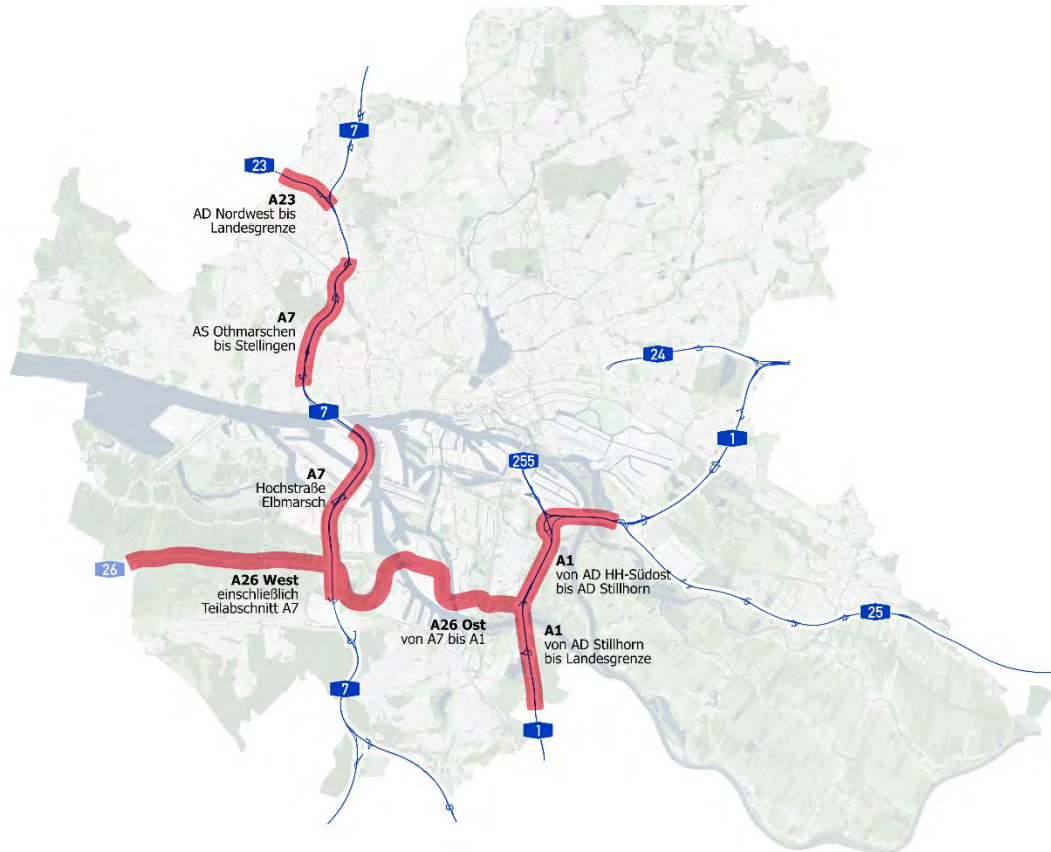 7
23
A23
AD Nordwest bis
Landesgrenze
A7
AS Othmarschen
bis Stellingen
24
7
1
255
A7
Hochstraße
Elbmarsch
26
A26 West
einschließlich
Teilabschnitt A7
A1
von AD HH-Südost
bis AD Stillhorn
25
A26 Ost
von A7 bis A1
A1
von AD Stillhorn
bis Landesgrenze
7
1